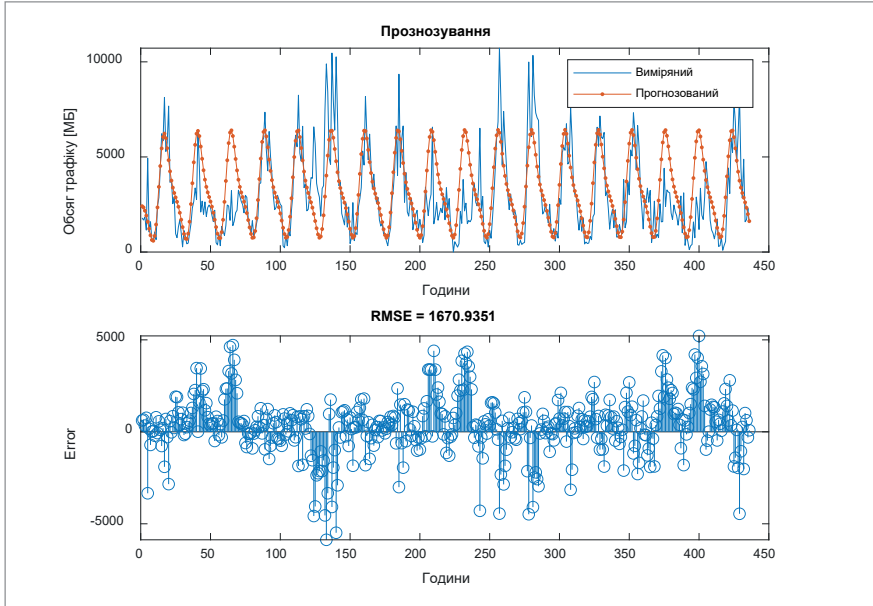 Прознозування
10000
5000
0
Обсяг трафіку [МБ]
Виміряний
Прогнозований
0 50 100 150 200 250 300 350 400 450
Години
RMSE = 1670.9351
5000
0
-5000
Error
0 50 100 150 200 250 300 350 400 450
Години